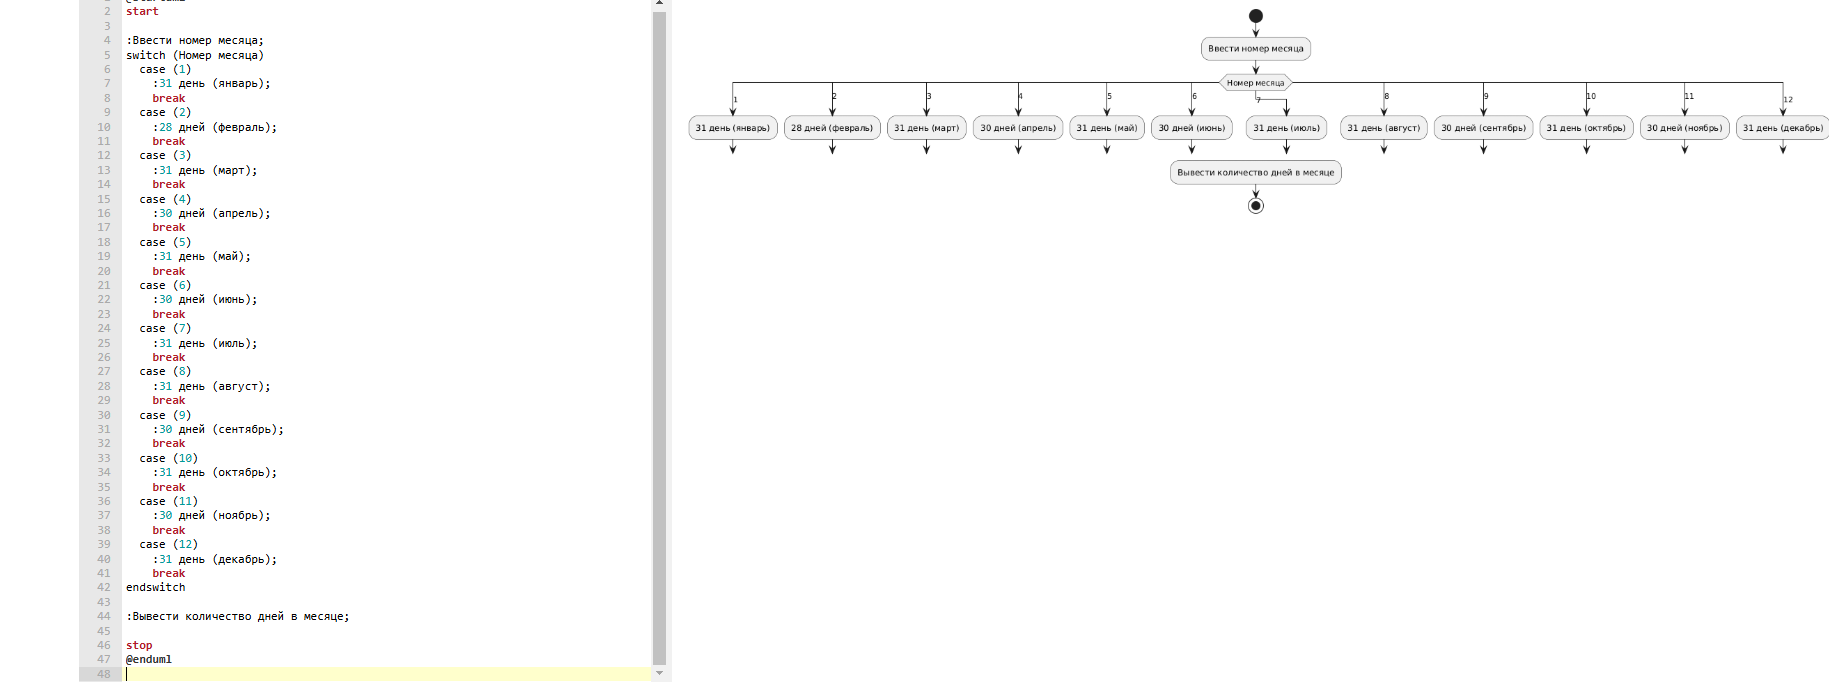 2 start
3
4 :Ввести номер месяца;
5 switch (Номер месяца)
6 case (1)
7 :31 день (январь);
8 break
9 case (2)
10 :28 дней (февраль);
11 break
12 case (3)
13 :31 день (март);
14 break
15 case (4)
16 :30 дней (апрель);
17 break
18 case (5)
19 :31 день (май);
20 break
21 case (6)
22 :30 дней (июнь);
23 break
24 case (7)
25 :31 день (июль);
26 break
27 case (8)
28 :31 день (август);
29 break
30 case (9)
31 :30 дней (сентябрь);
32 break
33 case (10)
34 :31 день (октябрь);
35 break
36 case (11)
37 :30 дней (ноябрь);
38 break
39 case (12)
40 :31 день (декабрь);
41 break
42 endswitch
43
44 :Вывести количество дней в месяце;
45
46 stop
47 @enduml
48
Ввести номер месяца
Номер месяца
1 2 3 4 5 6 7 8 9 10 11 12
31 день (январь) 28 дней (февраль) 31 день (март) 30 дней (апрель) 31 день (май) 30 дней (июнь) 31 день (июль) 31 день (август) 30 дней (сентябрь) 31 день (октябрь) 30 дней (ноябрь) 31 день (декабрь)
Вывести количество дней в месяце